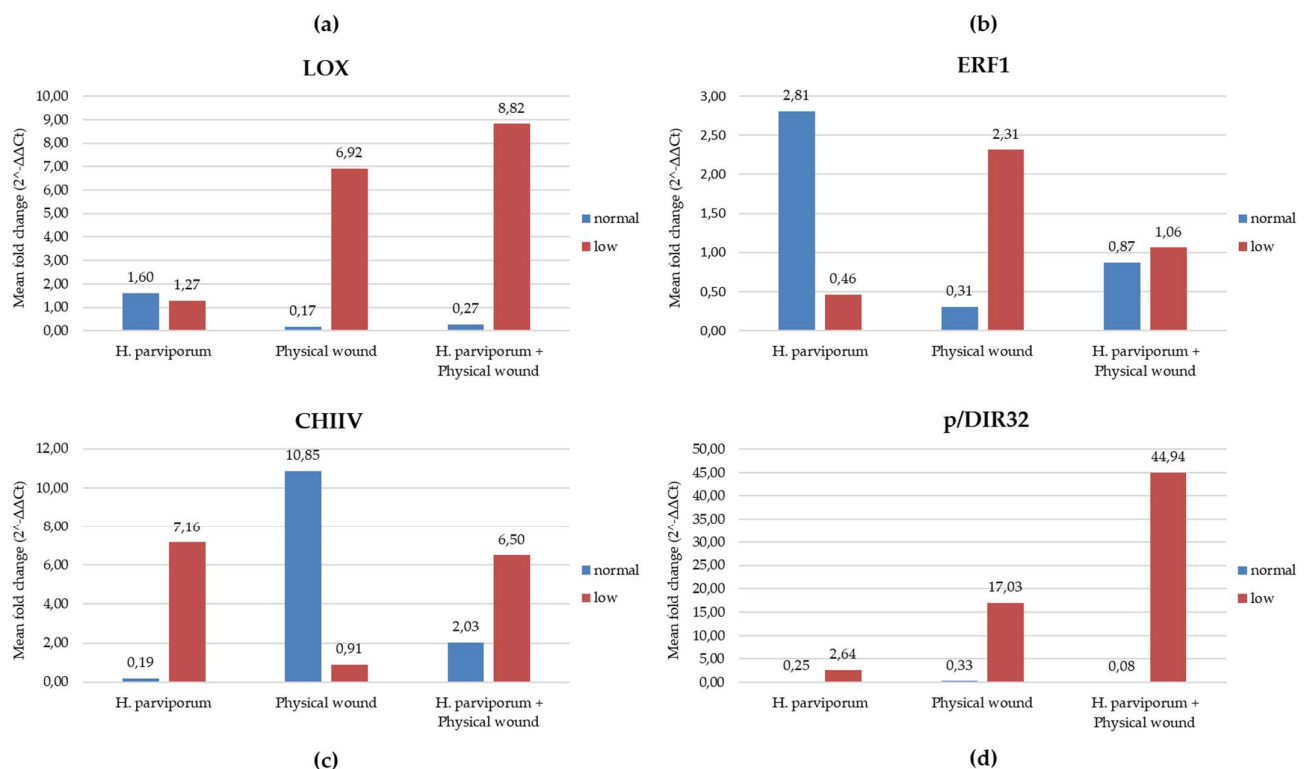 (a)
(b)
LOX
10,00
9,00
8,00
7,00
6,00
5,00
4,00
3,00
2,00
1,00
0,00
Mean fold change (2^-ΔΔCt)
1,60
1,27
0,17
6,92
0,27
8,82
H. parviporum
Physical wound
H. parviporum +
Physical wound
normal
low
ERF1
3,00
2,50
2,00
1,50
1,00
0,50
0,00
Mean fold change (2^-ΔΔCt)
2,81
0,46
0,31
2,31
0,87
1,06
H. parviporum
Physical wound
H. parviporum +
Physical wound
normal
low
CHIIV
12,00
10,00
8,00
6,00
4,00
2,00
0,00
Mean fold change (2^-ΔΔCt)
0,19
7,16
10,85
0,91
2,03
6,50
H. parviporum
Physical wound
H. parviporum +
Physical wound
normal
low
p/DIR32
50,00
45,00
40,00
35,00
30,00
25,00
20,00
15,00
10,00
5,00
0,00
Mean fold change (2^-ΔΔCt)
0,25
2,64
0,33
17,03
0,08
44,94
H. parviporum
Physical wound
H. parviporum +
Physical wound
normal
low
(c)
(d)